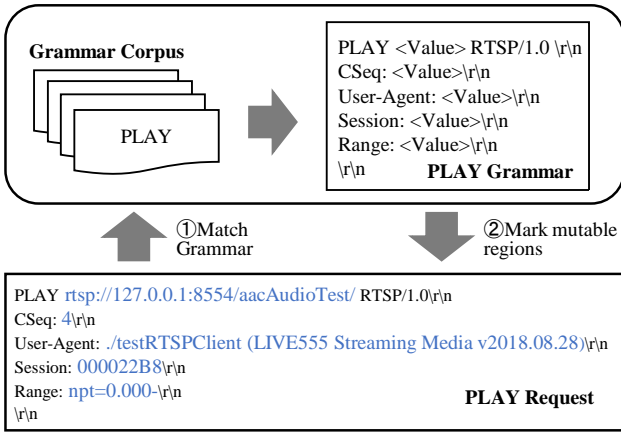 Grammar Corpus
PLAY
PLAY <Value> RTSP/1.0 \r\n
CSeq: <Value>\r\n
User-Agent: <Value>\r\n
Session: <Value>\r\n
Range: <Value>\r\n
\r\n
PLAY Grammar
①Match
Grammar
②Mark mutable
regions
PLAY rtsp://127.0.0.1:8554/aacAudioTest/ RTSP/1.0\r\n
CSeq: 4\r\n
User-Agent: ./testRTSPClient (LIVE555 Streaming Media v2018.08.28)\r\n
Session: 000022B8\r\n
Range: npt=0.000-\r\n
\r\n
PLAY Request